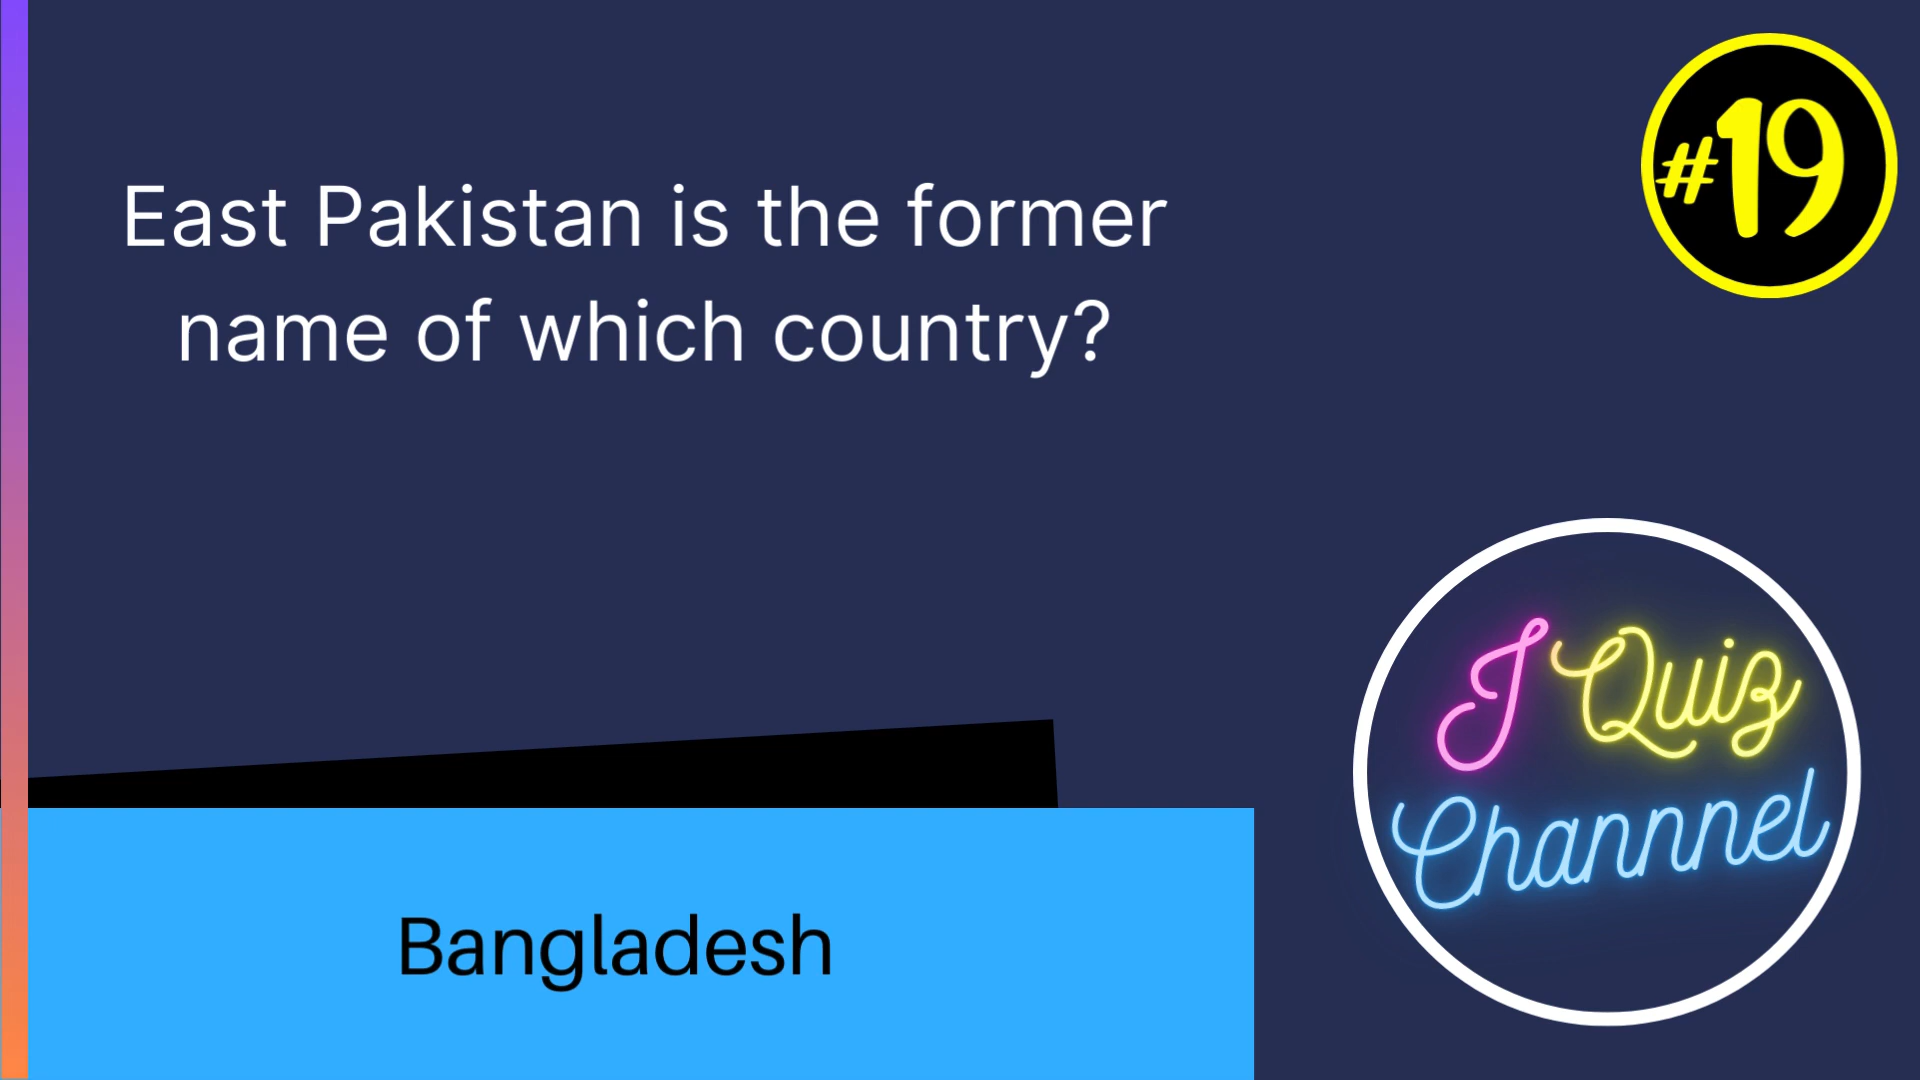 #19
East Pakistan is the former
name of which country?
J Quiz
Channnel
Bangladesh